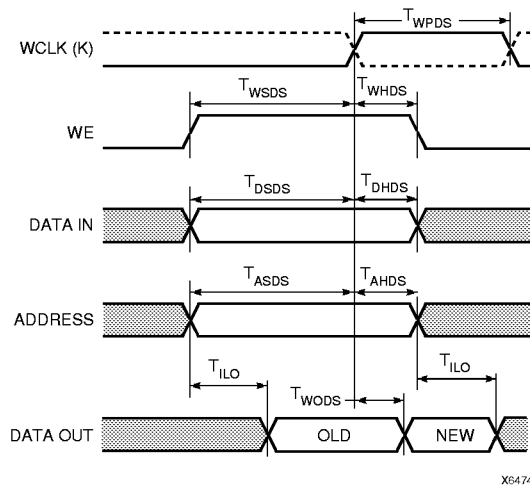 T_WPDS
WCLK (K)
T_WSDS T_WHDS
WE
T_DSDS T_DHDS
DATA IN
T_ASDS T_AHDS
ADDRESS
T_ILO T_ILO
T_WODS
DATA OUT OLD NEW
X6474